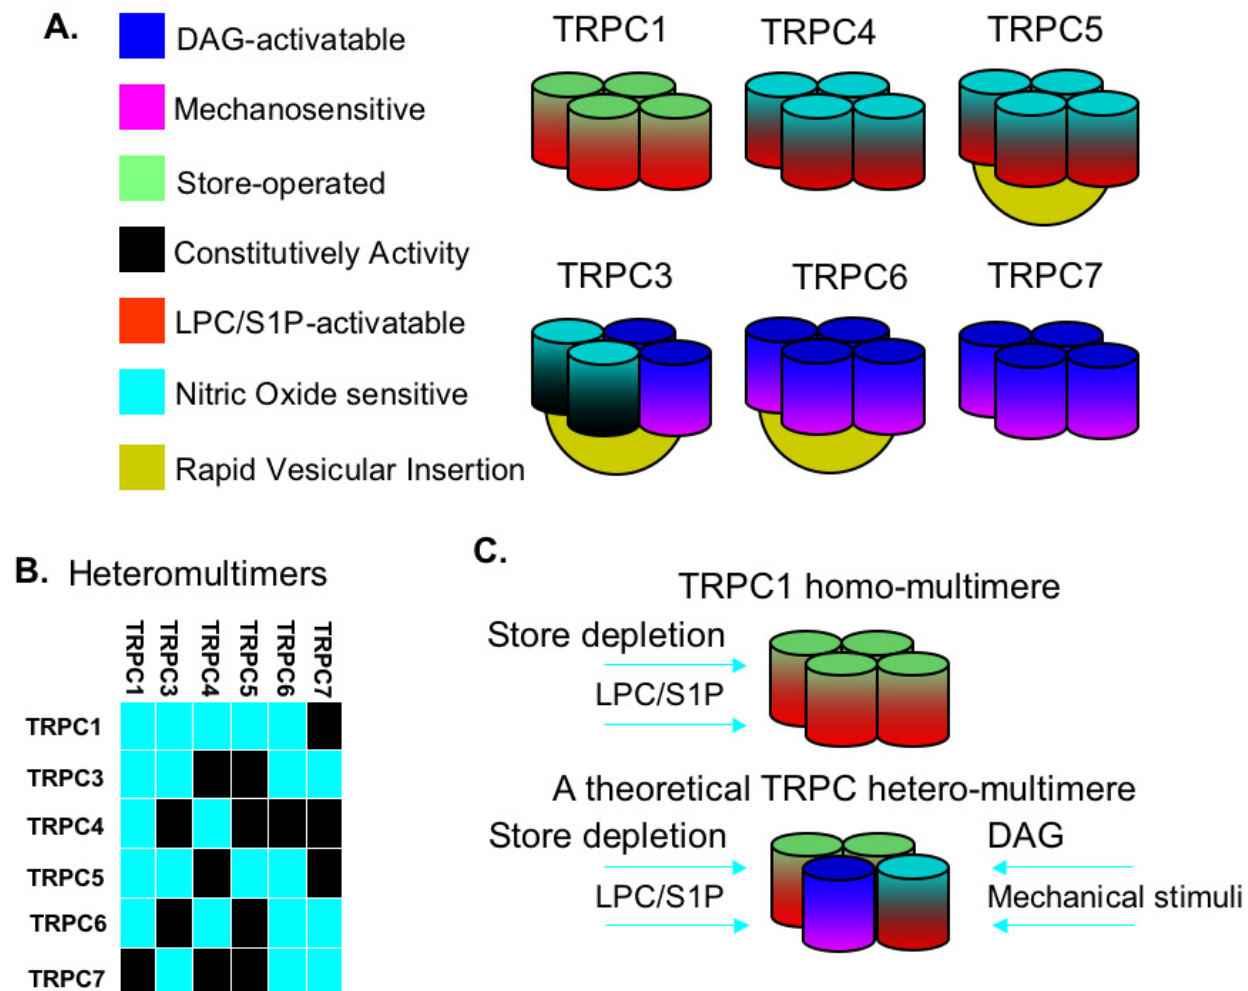 A.
DAG-activatable
Mechanosensitive
Store-operated
Constitutively Activity
LPC/S1P-activatable
Nitric Oxide sensitive
Rapid Vesicular Insertion
TRPC1
TRPC4
TRPC5
TRPC3
TRPC6
TRPC7
B. Heteromultimers
TRPC1
TRPC3
TRPC4
TRPC5
TRPC6
TRPC7
TRPC1
TRPC3
TRPC4
TRPC5
TRPC6
TRPC7
C.
TRPC1 homo-multimere
Store depletion
LPC/S1P
A theoretical TRPC hetero-multimere
Store depletion
LPC/S1P
DAG
Mechanical stimuli